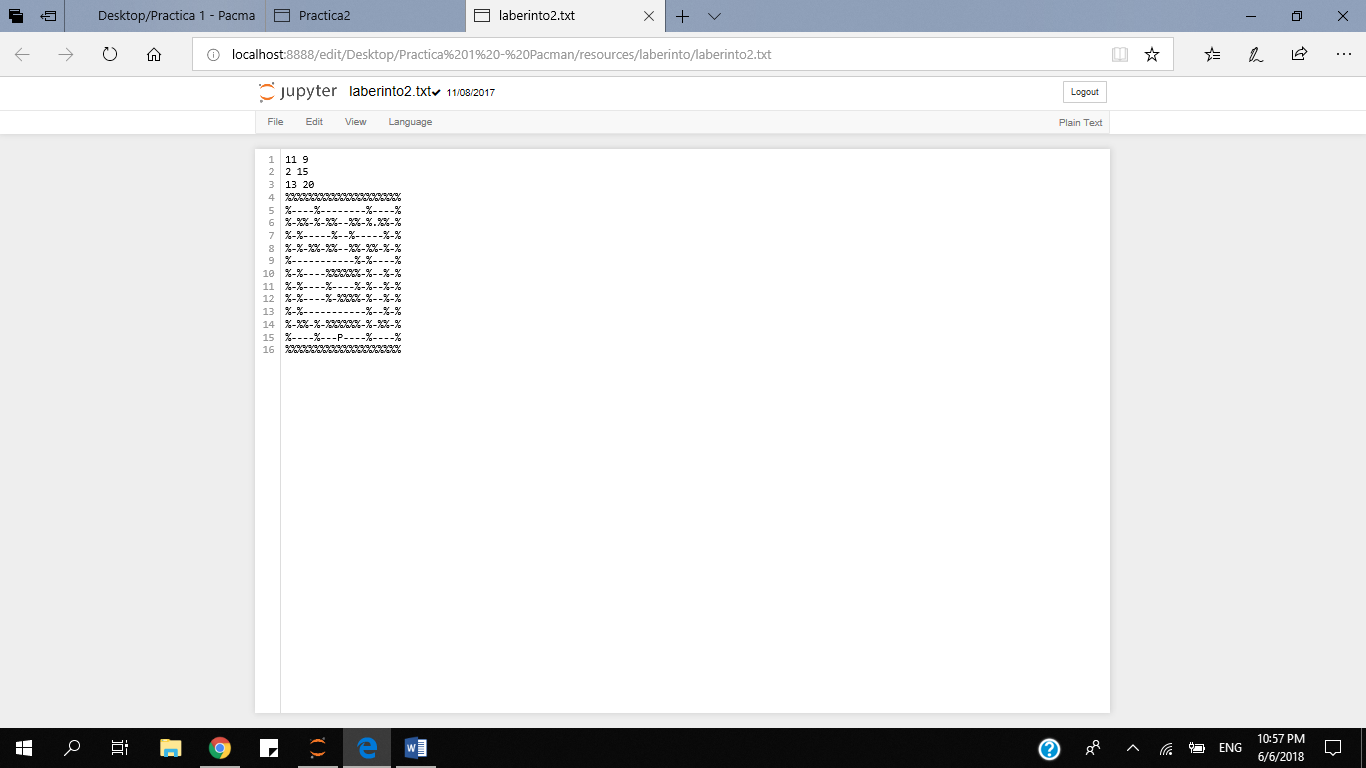 Desktop/Practica 1 - Pacma
Practica2
laberinto2.txt
localhost:8888/edit/Desktop/Practica%201%20-%20Pacman/resources/laberinto/laberinto2.txt
jupyter laberinto2.txt✔ 11/08/2017
Logout
File Edit View Language
Plain Text
1 11 9
2 2 15
3 13 20
4 %%%%%%%%%%%%%%%%%%%%
5 %----%--------%----%
6 %-%%-%-%%--%%-%.%%-%
7 %-%-----%--%-----%-%
8 %-%-%%-%%--%%-%%-%-%
9 %-----------%-%----%
10 %-%----%%%%%%-%--%-%
11 %-%----%----%-%--%-%
12 %-%----%-%%%%-%--%-%
13 %-%-----------%--%-%
14 %-%%-%-%%%%%%-%-%%-%
15 %----%---P----%----%
16 %%%%%%%%%%%%%%%%%%%%
ENG
10:57 PM
6/6/2018